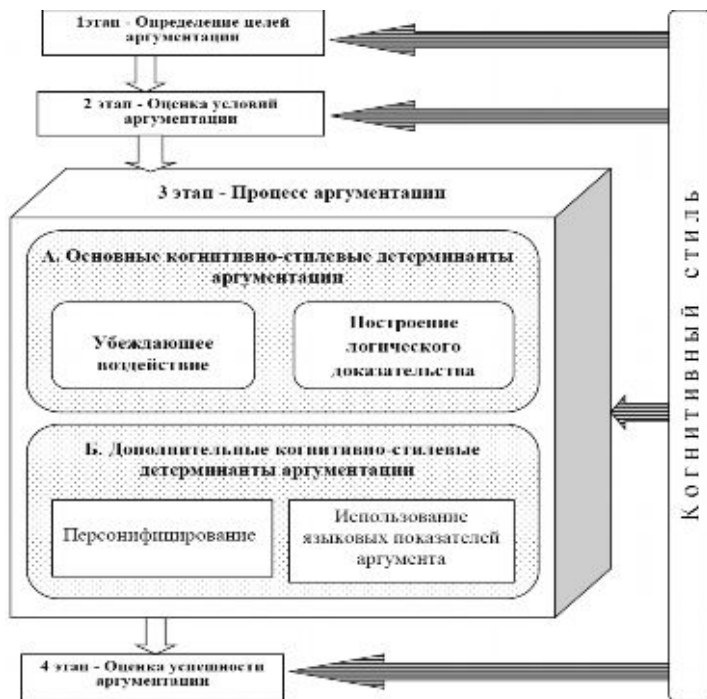 1этап - Определение целей
аргументации
2 этап - Оценка условий
аргументации
3 этап - Процесс аргументации
А. Основные когнитивно-стилевые детерминанты
аргументации
Убеждающее
воздействие
Построение
логического
доказательства
Б. Дополнительные когнитивно-стилевые
детерминанты аргументации
Персонифицирование
Использование
языковых показателей
аргумента
4 этап - Оценка успешности
аргументации
Когнитивный стиль